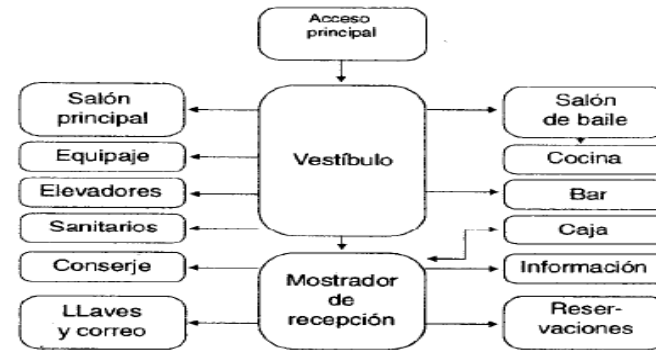 Acceso
principal
Salón
principal
Equipaje
Elevadores
Sanitarios
Conserje
LLaves
y correo
Vestíbulo
Mostrador
de
recepción
Salón
de baile
Cocina
Bar
Caja
Información
Reser-
vaciones